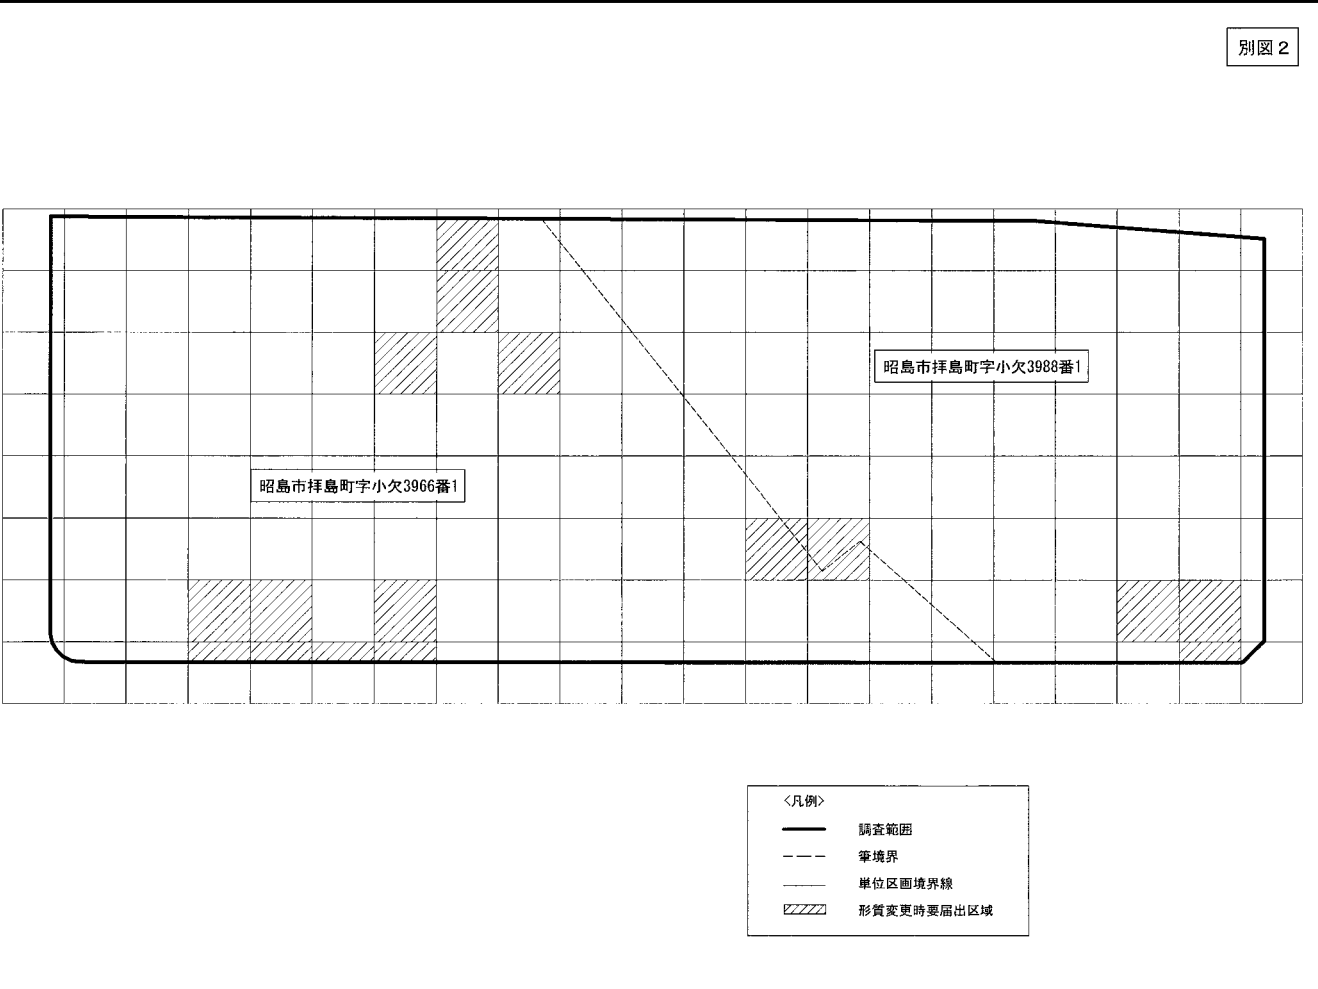 別図2
昭島市拝島町字小欠3988番1
昭島市拝島町字小欠3966番1
<凡例>
調査範囲
筆境界
単位区画境界線
形質変更時要届出区域